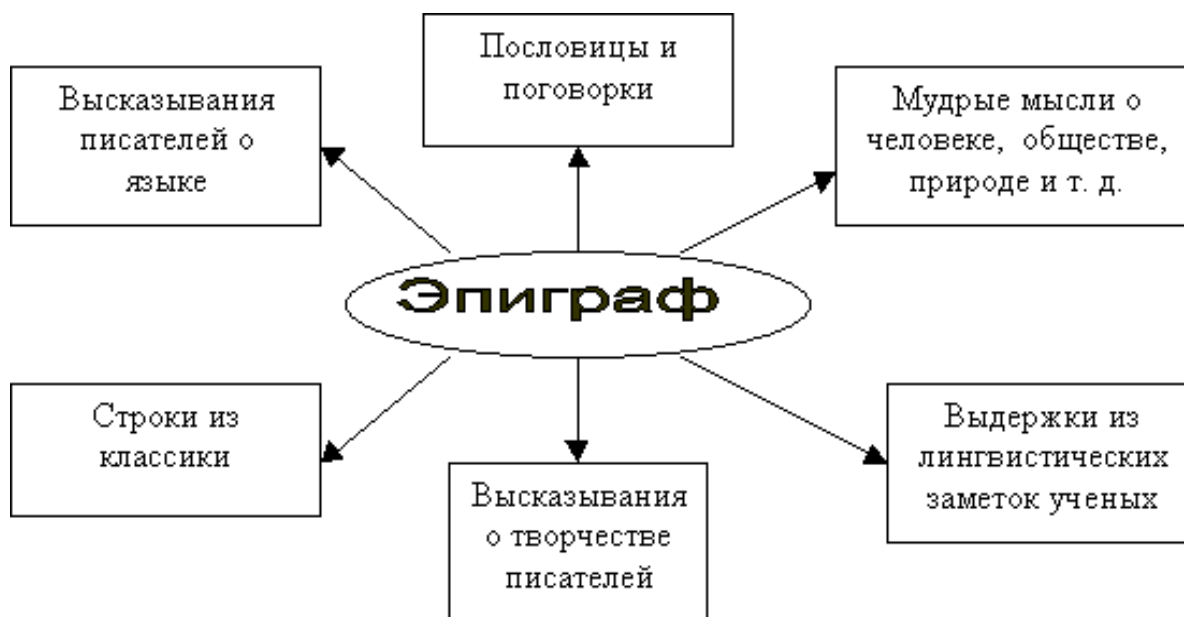 Пословицы и
поговорки
Высказывания
писателей о
языке
Мудрые мысли о
человеке, обществе,
природе и т. д.
Эпиграф
Строки из
классики
Выдержки из
лингвистических
заметок ученых
Высказывания
о творчестве
писателей